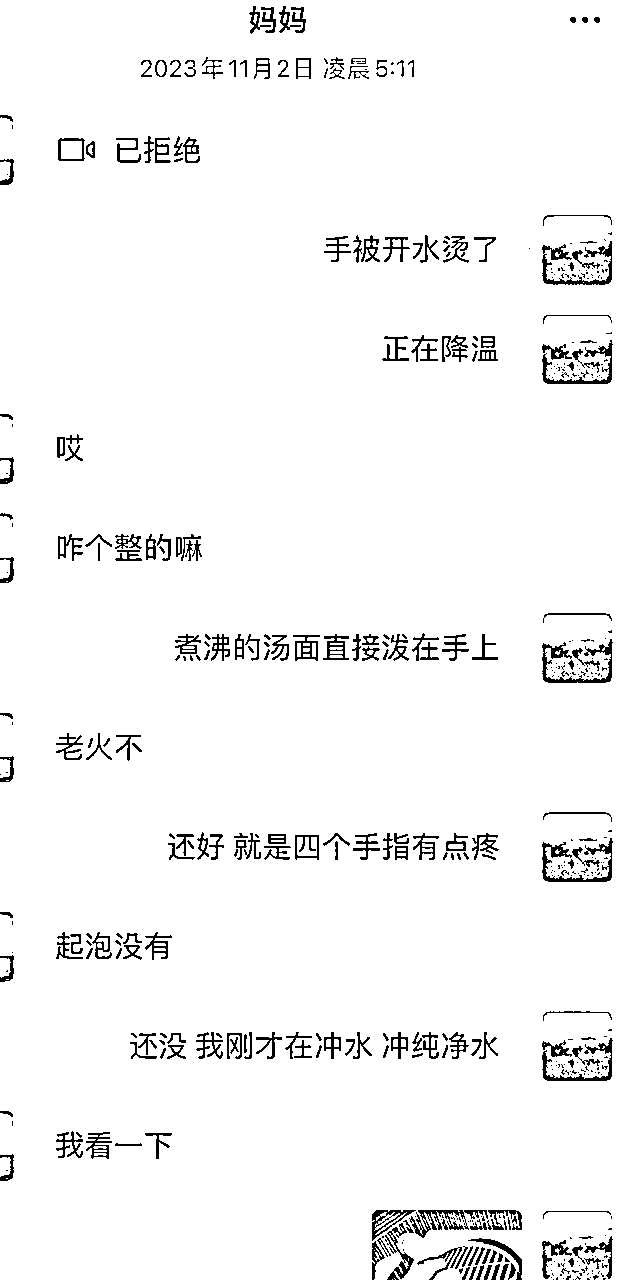 妈妈
2023年11月2日 凌晨5:11
已拒绝
手被开水烫了
正在降温
哎
咋个整的嘛
煮沸的汤面直接泼在手上
老火不
还好 就是四个手指有点疼
起泡没有
还没 我刚才在冲水 冲纯净水
我看一下